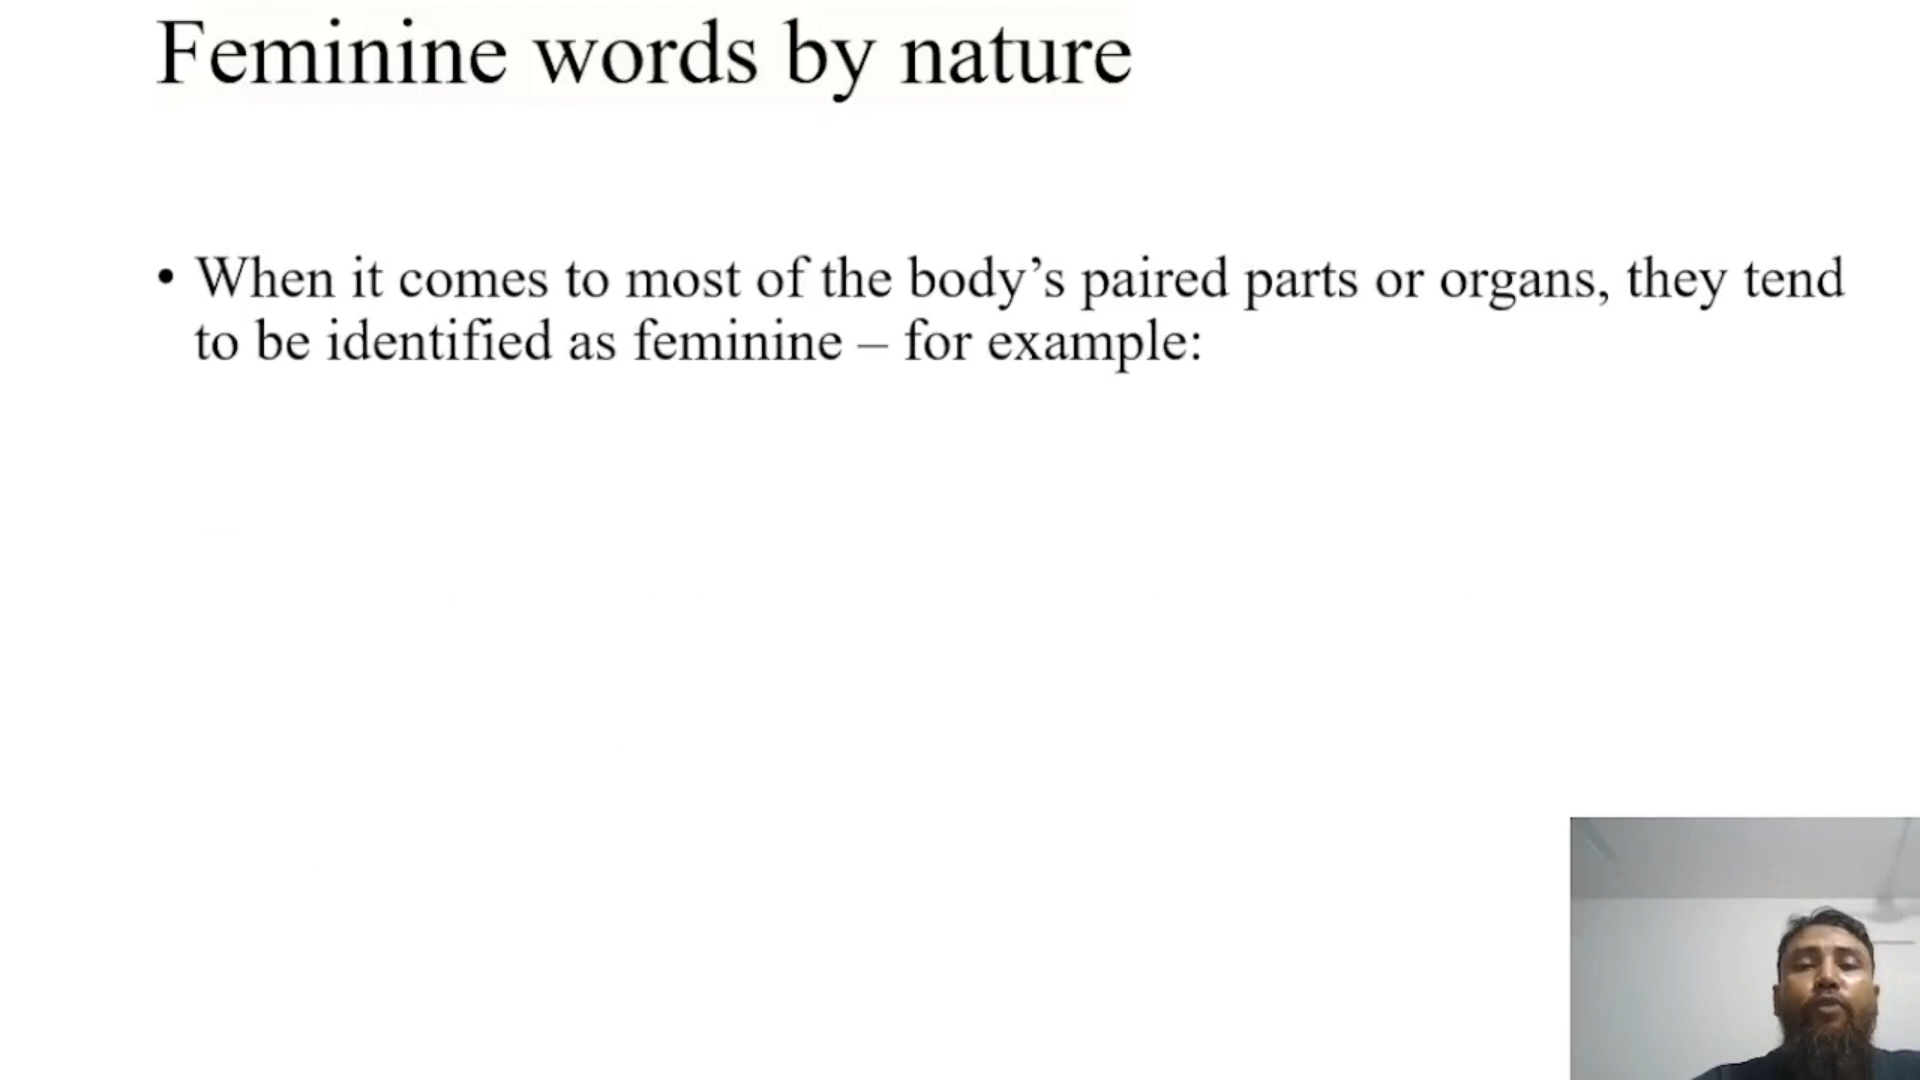 Feminine words by nature
• When it comes to most of the body’s paired parts or organs, they tend
to be identified as feminine – for example: